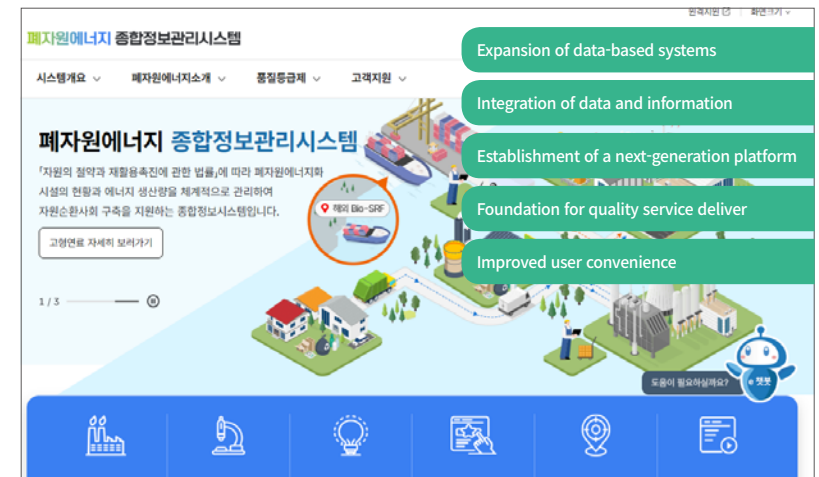 원격지원
화면크기
폐자원에너지 종합정보관리시스템
시스템개요
폐자원에너지소개
품질등급제
고객지원
Expansion of data-based systems
Integration of data and information
Establishment of a next-generation platform
Foundation for quality service deliver
Improved user convenience
폐자원에너지 종합정보관리시스템
「자원의 절약과 재활용촉진에 관한 법률」에 따라 폐자원에너지화
시설의 현황과 에너지 생산량을 체계적으로 관리하여
자원순환사회 구축을 지원하는 종합정보시스템입니다.
고형연료 자세히 보러가기
해외 Bio-SRF
1 / 3
도움이 필요하실까요?
e 챗봇